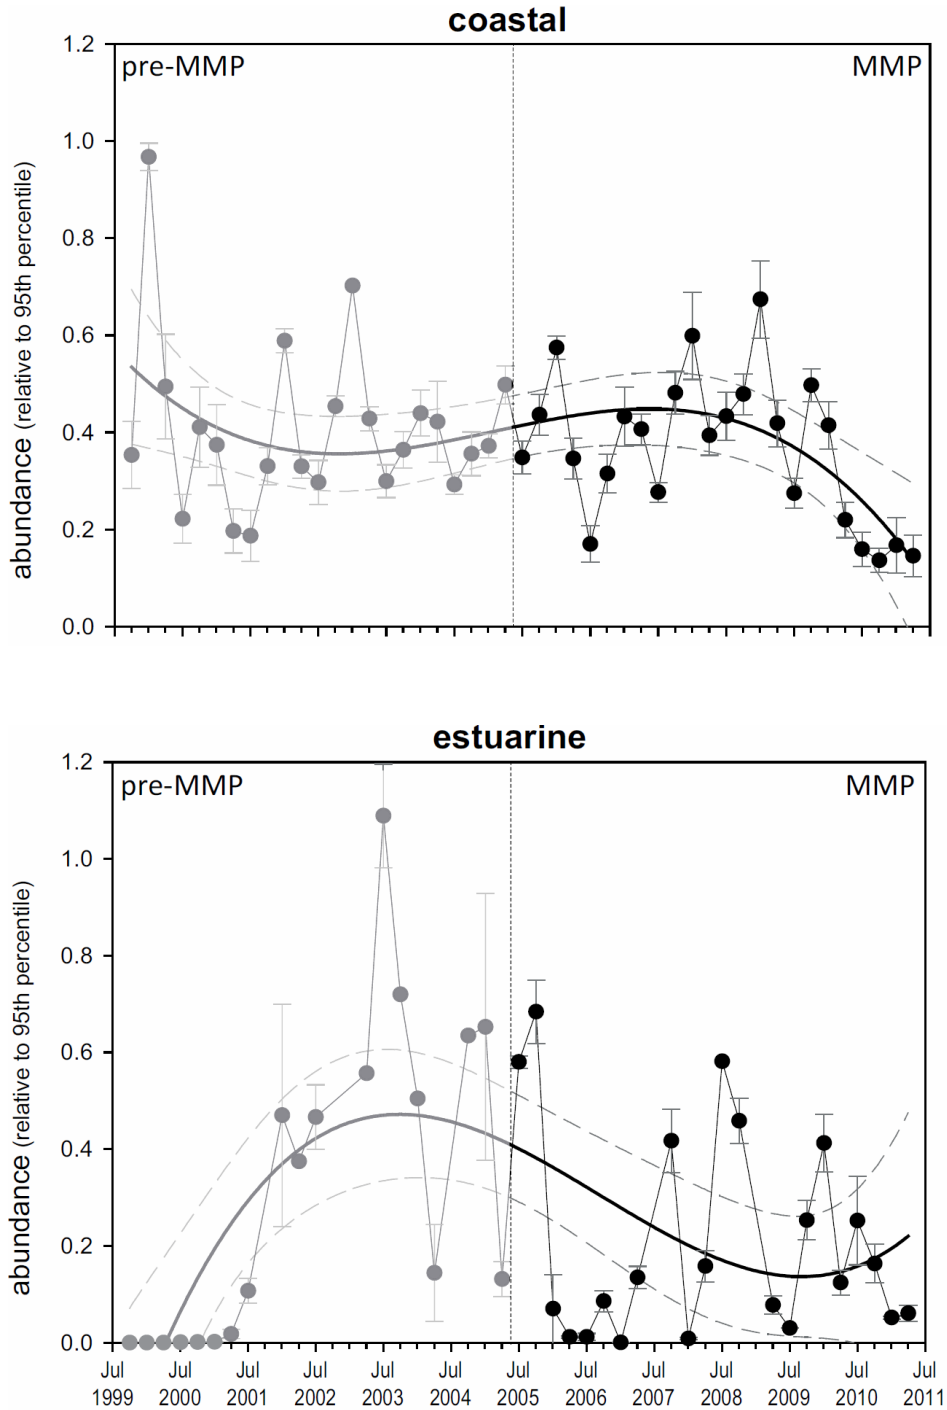 coastal
pre-MMP MMP
1.2
1.0
0.8
0.6
0.4
0.2
0.0
abundance (relative to 95th percentile)
estuarine
pre-MMP MMP
1.2
1.0
0.8
0.6
0.4
0.2
0.0
abundance (relative to 95th percentile)
Jul Jul Jul Jul Jul Jul Jul Jul Jul Jul Jul Jul Jul
1999 2000 2001 2002 2003 2004 2005 2006 2007 2008 2009 2010 2011